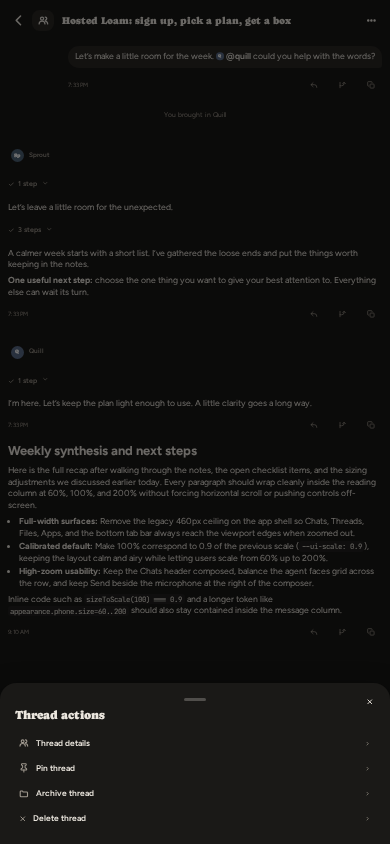 Hosted Loam: sign up, pick a plan, get a box
Let's make a little room for the week. @quill could you help with the words?
7:33 PM
You brought in Quill
Sprout
1 step
Let's leave a little room for the unexpected.
3 steps
A calmer week starts with a short list. I've gathered the loose ends and put the things worth
keeping in the notes.
One useful next step: choose the one thing you want to give your best attention to. Everything
else can wait its turn.
7:33 PM
Quill
1 step
I'm here. Let's keep the plan light enough to use. A little clarity goes a long way.
7:33 PM
Weekly synthesis and next steps
Here is the full recap after walking through the notes, the open checklist items, and the sizing
adjustments we discussed earlier today. Every paragraph should wrap cleanly inside the reading
column at 60%, 100%, and 200% without forcing horizontal scroll or pushing controls off-
screen.
• Full-width surfaces: Remove the legacy 460px ceiling on the app shell so Chats, Threads,
Files, Apps, and the bottom tab bar always reach the viewport edges when zoomed out.
• Calibrated default: Make 100% correspond to 0.9 of the previous scale ( --ui-scale: 0.9 ),
keeping the layout calm and airy while letting users scale from 60% up to 200%.
• High-zoom usability: Keep the Chats header composed, balance the agent faces grid across
the row, and keep Send beside the microphone at the right of the composer.
Inline code such as sizeToScale(100) === 0.9 and a longer token like
appearance.phone.size=60..200 should also stay contained inside the message column.
9:10 AM
Thread actions
Thread details
Pin thread
Archive thread
Delete thread